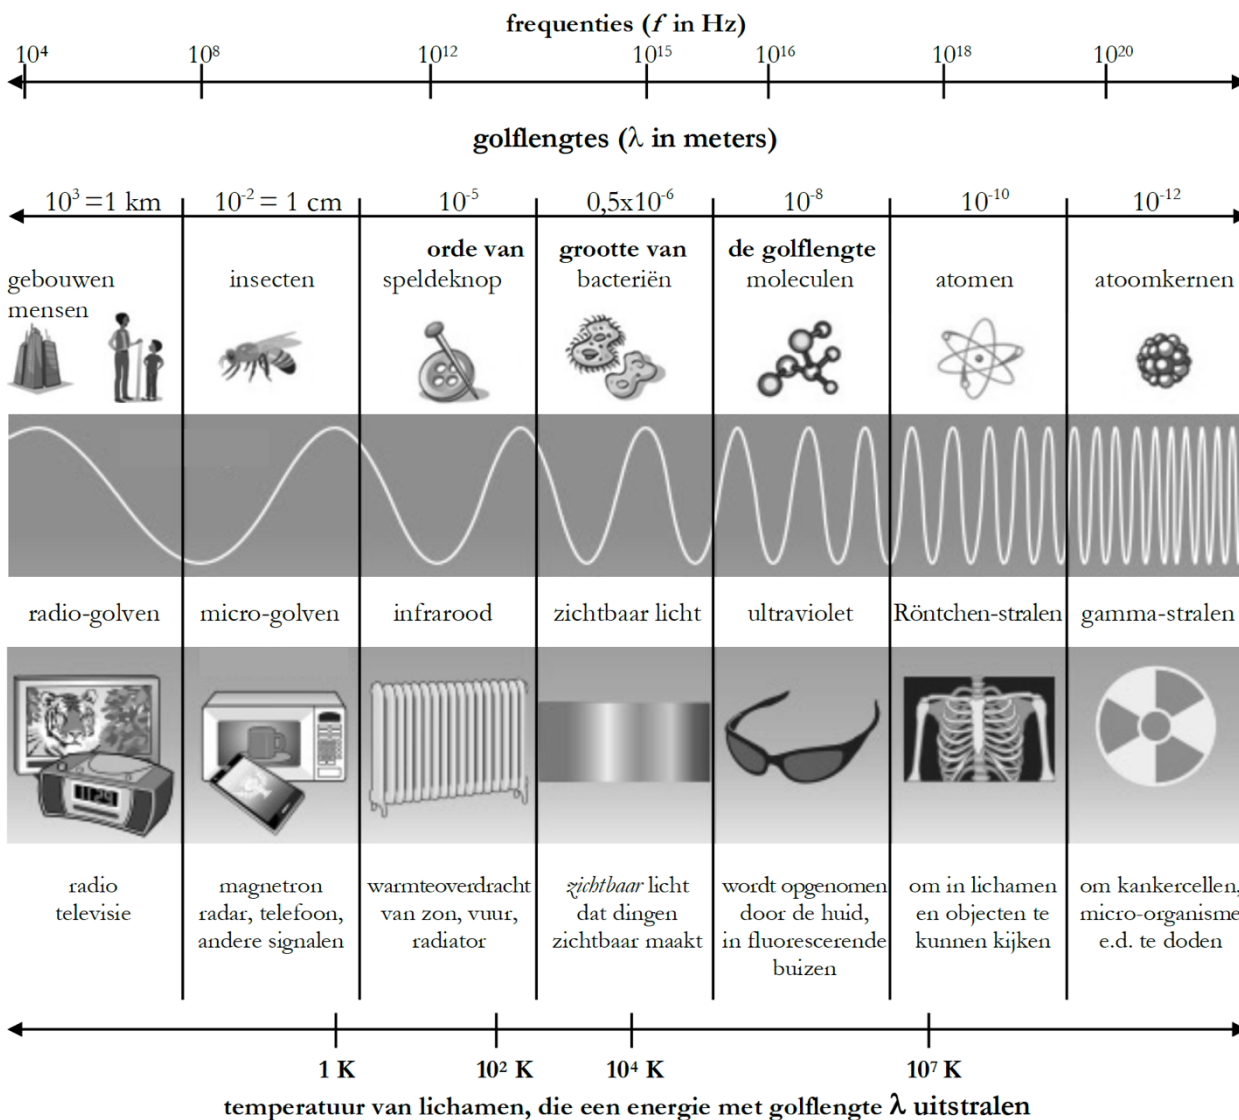 frequenties (f in Hz)
10⁴ 10⁸ 10¹² 10¹⁵ 10¹⁶ 10¹⁸ 10²⁰
golflengtes (λ in meters)
10³ =1 km 10⁻² = 1 cm 10⁻⁵ 0,5x10⁻⁶ 10⁻⁸ 10⁻¹⁰ 10⁻¹²
orde van grootte van de golflengte
gebouwen insecten speldeknop bacteriën moleculen atomen atoomkernen
mensen
radio-golven micro-golven infrarood zichtbaar licht ultraviolet Röntchen-stralen gamma-stralen
11:29
radio magnetron warmteoverdracht zichtbaar licht wordt opgenomen om in lichamen om kankercellen,
televisie radar, telefoon, van zon, vuur, dat dingen door de huid, en objecten te micro-organisme
andere signalen radiator zichtbaar maakt in fluorescerende kunnen kijken e.d. te doden
buizen
1 K 10² K 10⁴ K 10⁷ K
temperatuur van lichamen, die een energie met golflengte λ uitstralen